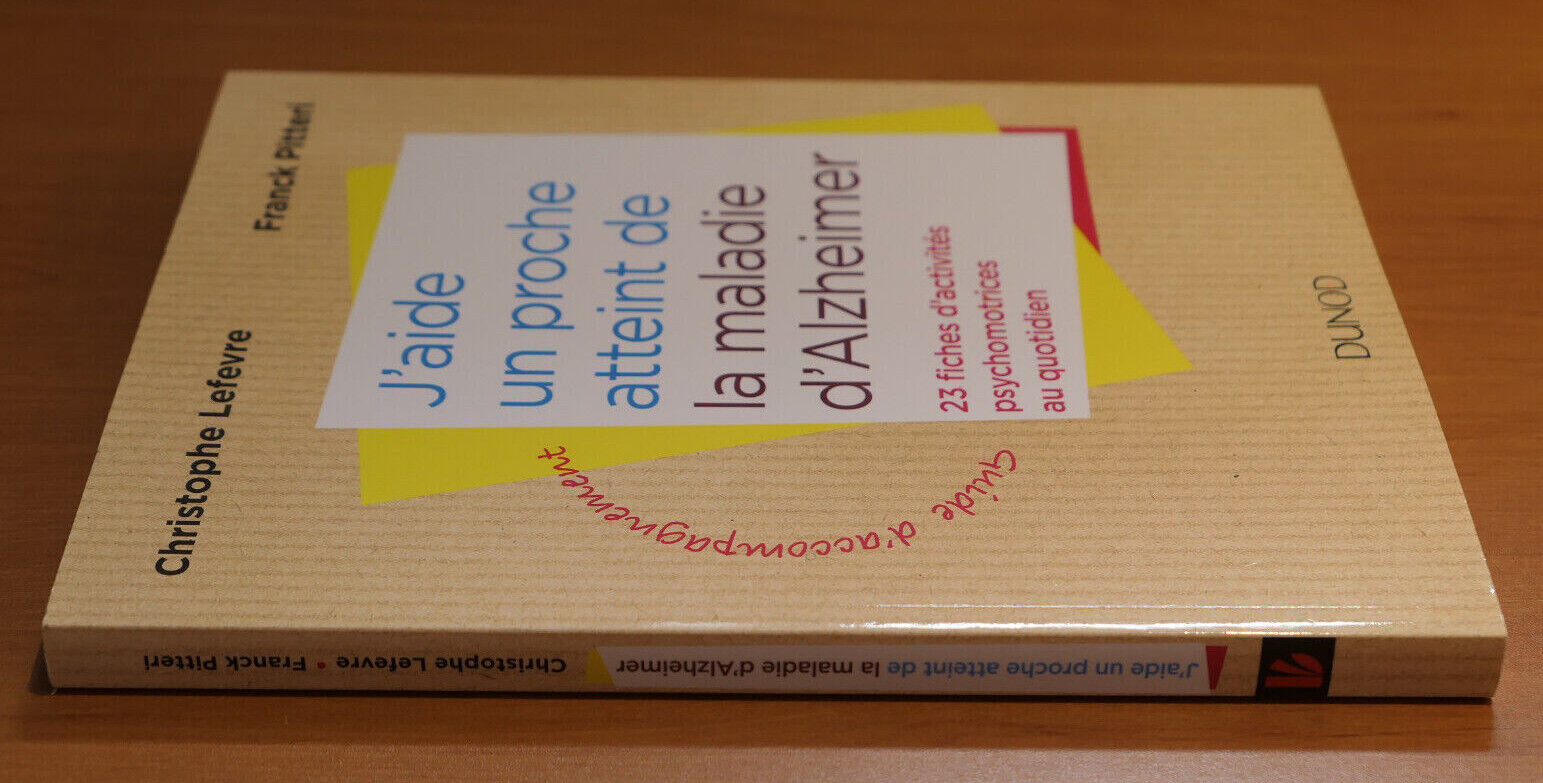 Christophe Lefevre
Franck Pitteri
J'aide
un proche
atteint de
la maladie
d'Alzheimer
23 fiches d'activités
psychomotrices
au quotidien
Guide d'accompagnement
DUNOD
J'aide un proche atteint de la maladie d'Alzheimer
Christophe Lefevre • Franck Pitteri